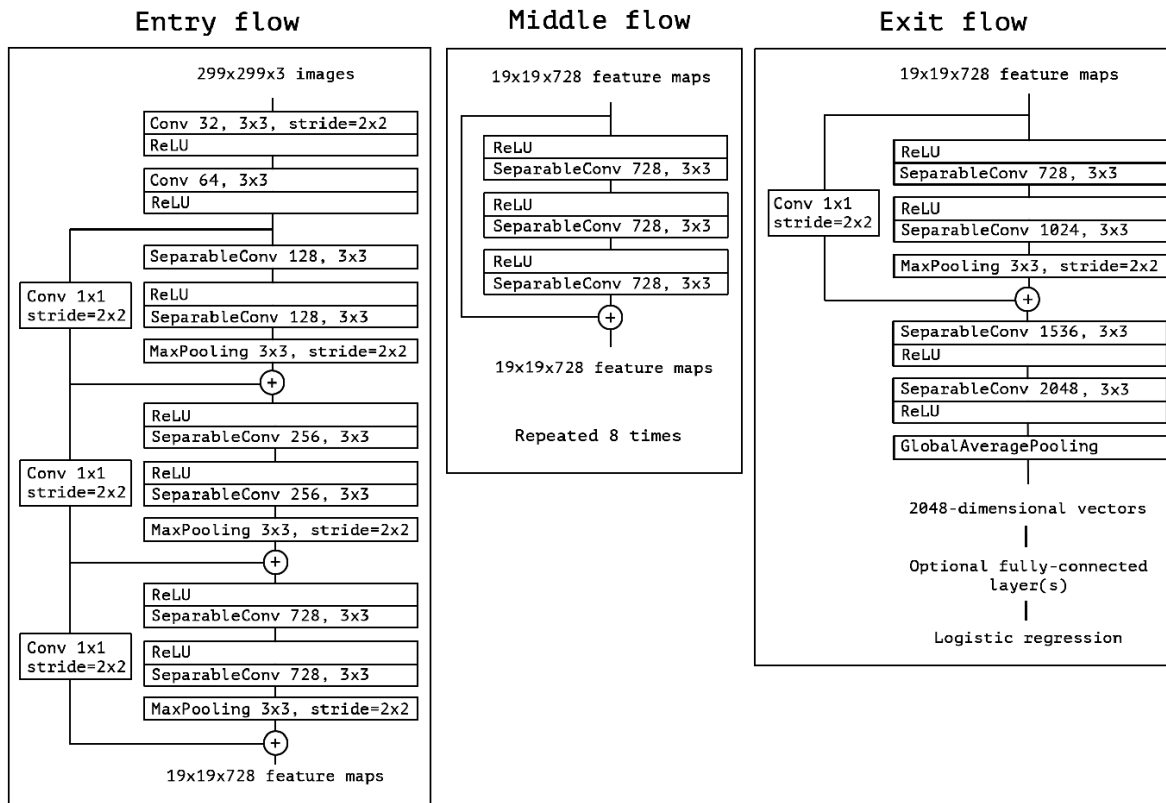 Entry flow
299x299x3 images
Conv 32, 3x3, stride=2x2
ReLU
Conv 64, 3x3
ReLU
SeparableConv 128, 3x3
Conv 1x1
stride=2x2
ReLU
SeparableConv 128, 3x3
MaxPooling 3x3, stride=2x2
+
ReLU
SeparableConv 256, 3x3
Conv 1x1
stride=2x2
ReLU
SeparableConv 256, 3x3
MaxPooling 3x3, stride=2x2
+
ReLU
SeparableConv 728, 3x3
Conv 1x1
stride=2x2
ReLU
SeparableConv 728, 3x3
MaxPooling 3x3, stride=2x2
+
19x19x728 feature maps
Middle flow
19x19x728 feature maps
ReLU
SeparableConv 728, 3x3
ReLU
SeparableConv 728, 3x3
ReLU
SeparableConv 728, 3x3
+
19x19x728 feature maps
Repeated 8 times
Exit flow
19x19x728 feature maps
ReLU
SeparableConv 728, 3x3
Conv 1x1
stride=2x2
ReLU
SeparableConv 1024, 3x3
MaxPooling 3x3, stride=2x2
+
SeparableConv 1536, 3x3
ReLU
SeparableConv 2048, 3x3
ReLU
GlobalAveragePooling
2048-dimensional vectors
Optional fully-connected
layer(s)
Logistic regression